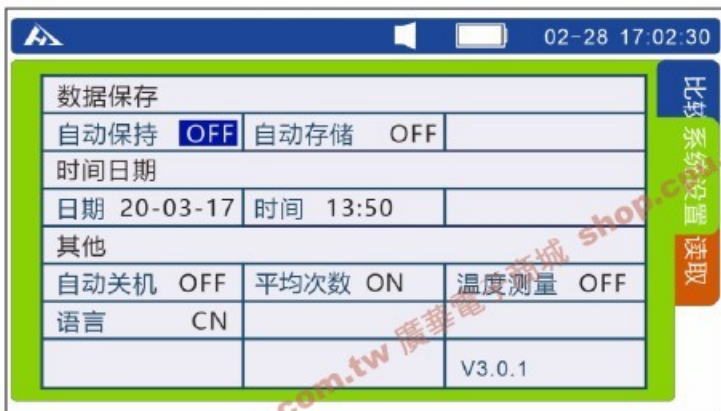 02-28 17:02:30
数据保存
自动保持 OFF 自动存储 OFF
时间日期
日期 20-03-17 时间 13:50
其他
自动关机 OFF 平均次数 ON 温度测量 OFF
语言 CN
V3.0.1
比较
系统设置
读取
com.tw 廣華電子商城 shop.cpu